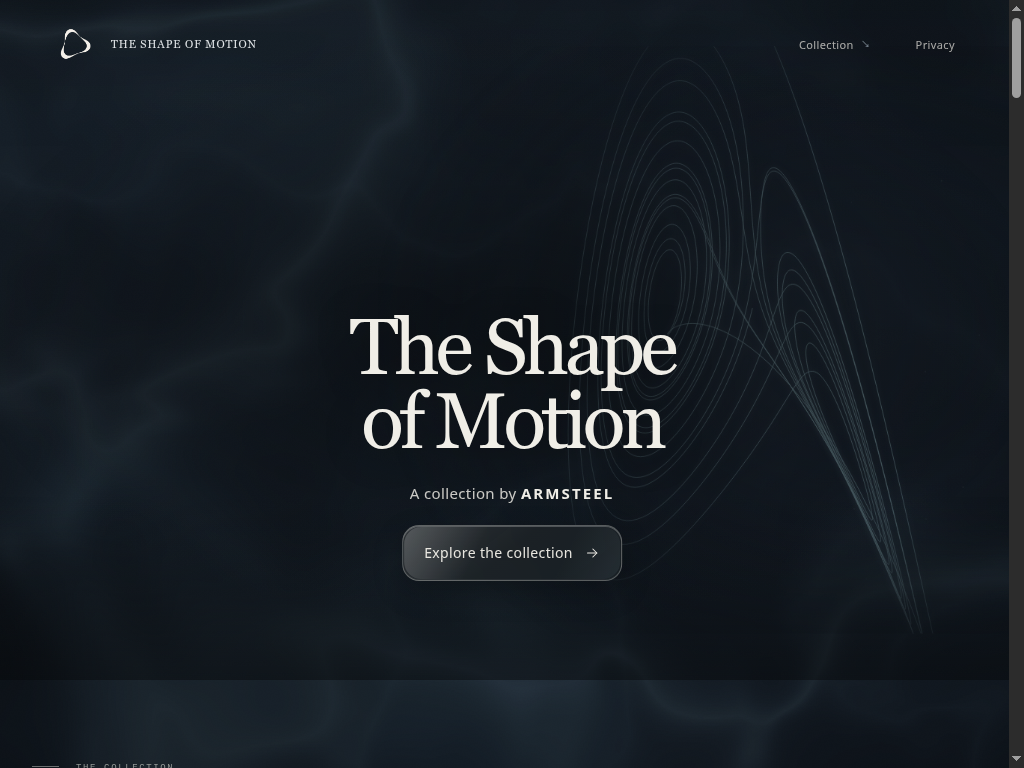 THE SHAPE OF MOTION
Collection ↘
Privacy
The Shape
of Motion
A collection by ARMSTEEL
Explore the collection →
THE COLLECTION